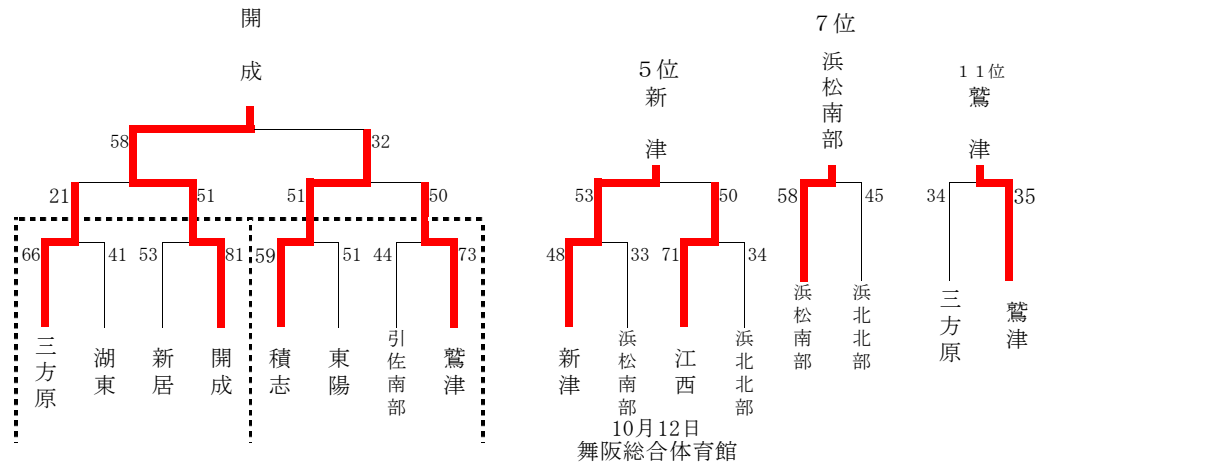 開成
58 32
21 51 51 50
66 41 53 81 59 51 44 73
三方原 湖東 新居 開成 積志 東陽 引佐南部 鷲津
5位
新津
53 50
48 33 71 34
新津 浜松南部 江西 浜北北部
10月12日
舞阪総合体育館
7位
浜松南部
58 45
浜松南部 浜北北部
11位
鷲津
34 35
三方原 鷲津